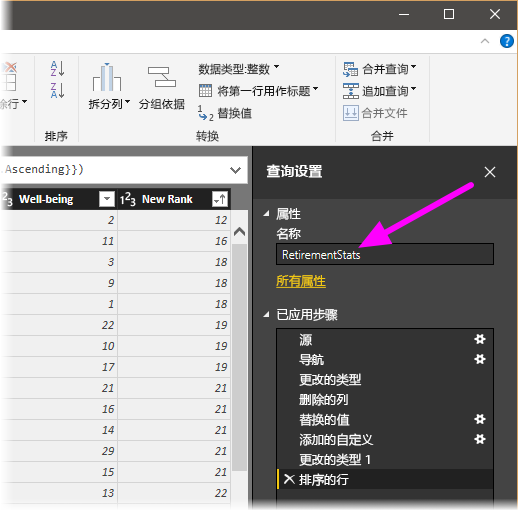 数据类型:整数
合并查询
将第一行用作标题
追加查询
除行
拆分列
分组依据
1→2 替换值
合并文件
排序
转换
合并
.Ascending}})
查询设置
1²3 Well-being
1²3 New Rank
属性
名称
RetirementStats
所有属性
已应用步骤
2 12
11 16
3 18
9 18
1 18
22 19
10 19
17 19
21 21
16 21
14 21
29 21
15 21
13 22
源
导航
更改的类型
删除的列
替换的值
添加的自定义
更改的类型 1
排序的行